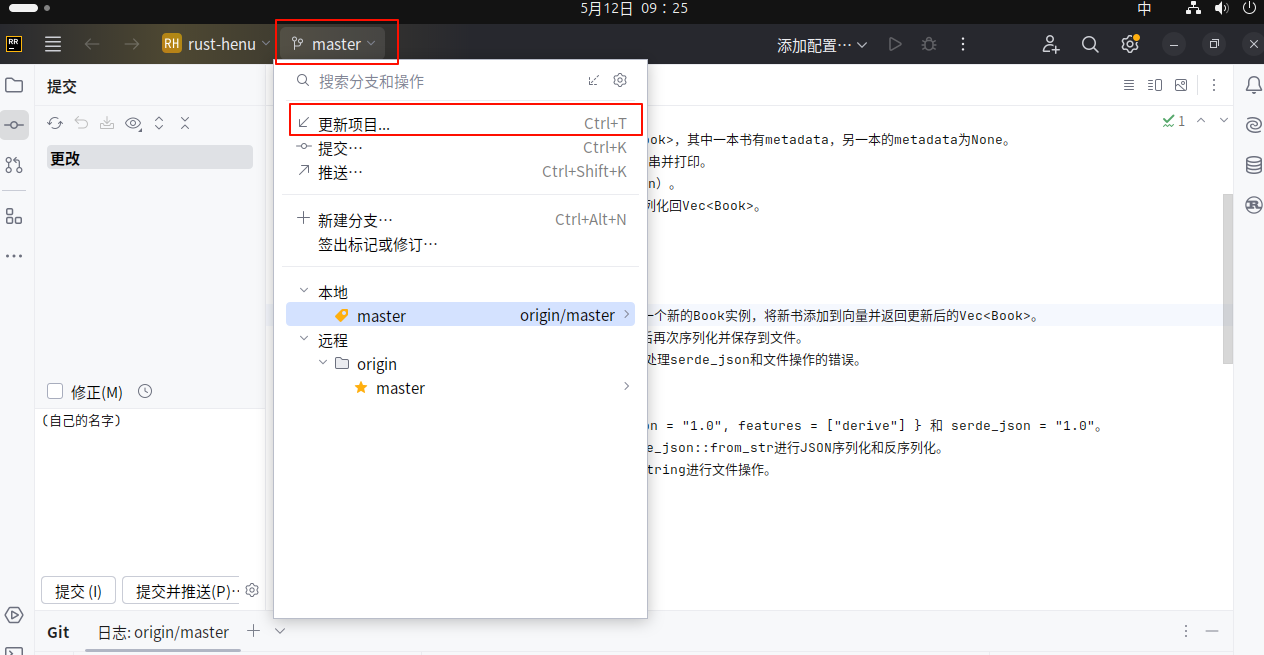 5月12日 09：25
中
RR
RH rust-henu
master
添加配置…
提交
搜索分支和操作
更新项目... Ctrl+T
提交… Ctrl+K
推送… Ctrl+Shift+K
新建分支… Ctrl+Alt+N
签出标记或修订…
本地
master origin/master
远程
origin
master
更改
修正(M)
(自己的名字)
提交 (I)
提交并推送(P)··
1
ok>，其中一本书有metadata，另一本的metadata为None。
串并打印。
n）。
列化回Vec<Book>。
一个新的Book实例，将新书添加到向量并返回更新后的Vec<Book>。
后再次序列化并保存到文件。
处理serde_json和文件操作的错误。
on = "1.0", features = ["derive"] } 和 serde_json = "1.0"。
e_json::from_str进行JSON序列化和反序列化。
tring进行文件操作。
Git
日志: origin/master